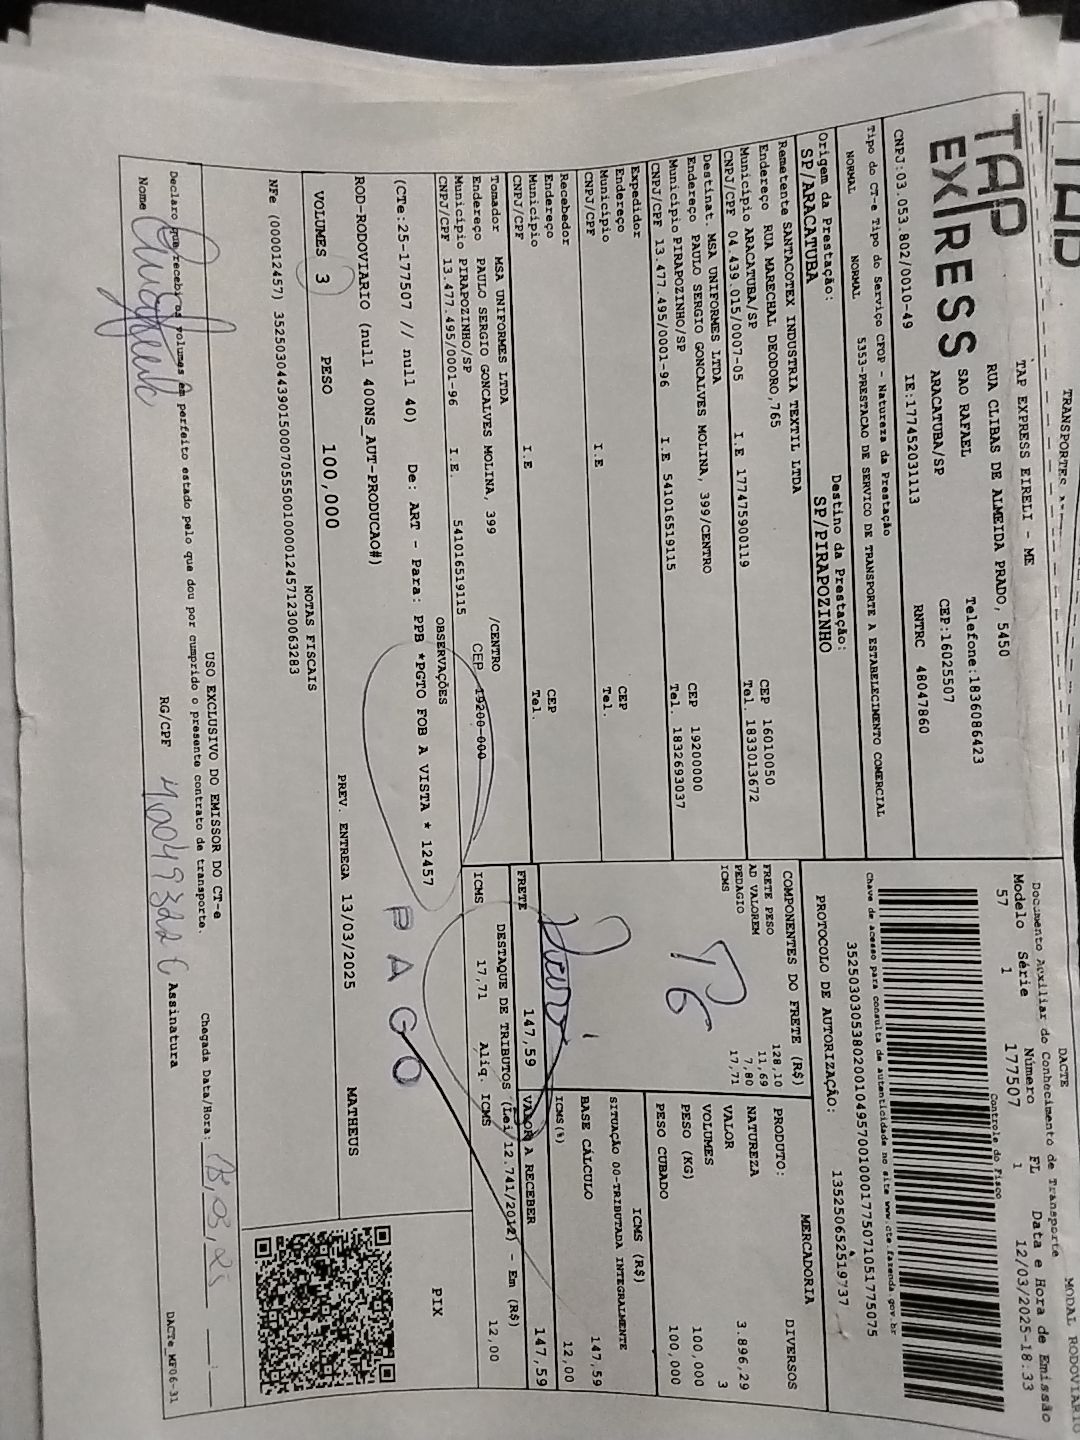 TRANSPORTES
MODAL RODOVIARIO
TAP EXPRESS
TAP EXPRESS EIRELI - ME
RUA CLIBAS DE ALMEIDA PRADO, 5450
SAO RAFAEL Telefone:1836086423
ARACATUBA/SP CEP:16025507
CNPJ:03.053.802/0010-49 IE:177452031113 RNTRC 48047860
DACTE
Documento Auxiliar do Conhecimento de Transporte
Modelo Série Número FL Data e Hora de Emissão
57 1 177507 1 12/03/2025-18:33
Controle do Fisco
Chave de acesso para consulta de autenticidade no site www.cte.fazenda.gov.br
35250303053802001049570010001775071051775075
PROTOCOLO DE AUTORIZAÇÃO: 135250652519737
Tipo do CT-e Tipo do Serviço CFOP - Natureza da Prestação
NORMAL NORMAL 5353-PRESTACAO DE SERVICO DE TRANSPORTE A ESTABELECIMENTO COMERCIAL
Origem da Prestação: Destino da Prestação:
SP/ARACATUBA SP/PIRAPOZINHO
Remetente SANTACOTEX INDUSTRIA TEXTIL LTDA
Endereço RUA MARECHAL DEODORO,765 CEP 16010050
Município ARACATUBA/SP Tel. 1833013672
CNPJ/CPF 04.439.015/0007-05 I.E 177475900119
Destinat. MSA UNIFORMES LTDA
Endereço PAULO SERGIO GONCALVES MOLINA, 399/CENTRO CEP 19200000
Município PIRAPOZINHO/SP Tel. 1832693037
CNPJ/CPF 13.477.495/0001-96 I.E 541016519115
Expedidor
Endereço CEP
Município Tel.
CNPJ/CPF I.E
Recebedor
Endereço CEP
Município Tel.
CNPJ/CPF I.E
Tomador MSA UNIFORMES LTDA
Endereço PAULO SERGIO GONCALVES MOLINA, 399 /CENTRO
Município PIRAPOZINHO/SP CEP 19200-000
CNPJ/CPF 13.477.495/0001-96 I.E. 541016519115
COMPONENTES DO FRETE (R$)
FRETE PESO 128,10
AD VALOREM 11,69
PEDAGIO 7,80
ICMS 17,71
PG
FRETE 147,59
MERCADORIA
PRODUTO: DIVERSOS
NATUREZA
VALOR 3.896,29
VOLUMES 3
PESO (KG) 100,000
PESO CUBADO 100,000
ICMS (R$)
SITUAÇÃO 00-TRIBUTADA INTEGRALMENTE
BASE CÁLCULO 147,59
ICMS(%) 12,00
VALOR A RECEBER 147,59
DESTAQUE DE TRIBUTOS (Lei 12.741/2012) - Em (R$)
ICMS 17,71 Aliq. ICMS 12,00
OBSERVAÇÕES
(CTe:25-177507 // null 40) De: ART - Para: PPB *PGTO FOB A VISTA * 12457
ROD-RODOVIARIO (null 400NS_AUT-PRODUCAO#)
PAGO
PIX
VOLUMES 3 PESO 100,000 PREV. ENTREGA 13/03/2025 MATHEUS
NOTAS FISCAIS
NFe (000012457) 35250304439015000705550010000124571230063283
USO EXCLUSIVO DO EMISSOR DO CT-e
Declaro que recebi os volumes em perfeito estado pelo que dou por cumprido o presente contrato de transporte. Chegada Data/Hora:
Nome RG/CPF Assinatura
DACTe_MF06-31